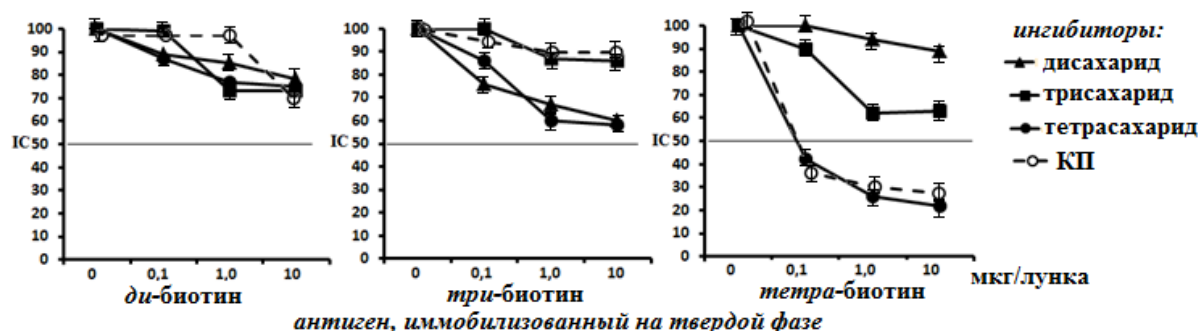 100
90
80
70
60
IC 50
40
30
20
10
0
0 0,1 1,0 10
ди-биотин
100
90
80
70
60
IC 50
40
30
20
10
0
0 0,1 1,0 10
три-биотин
100
90
80
70
60
IC 50
40
30
20
10
0
0 0,1 1,0 10
мкг/лунка
тетра-биотин
антиген, иммобилизованный на твердой фазе
ингибиторы:
дисахарид
трисахарид
тетрасахарид
КП